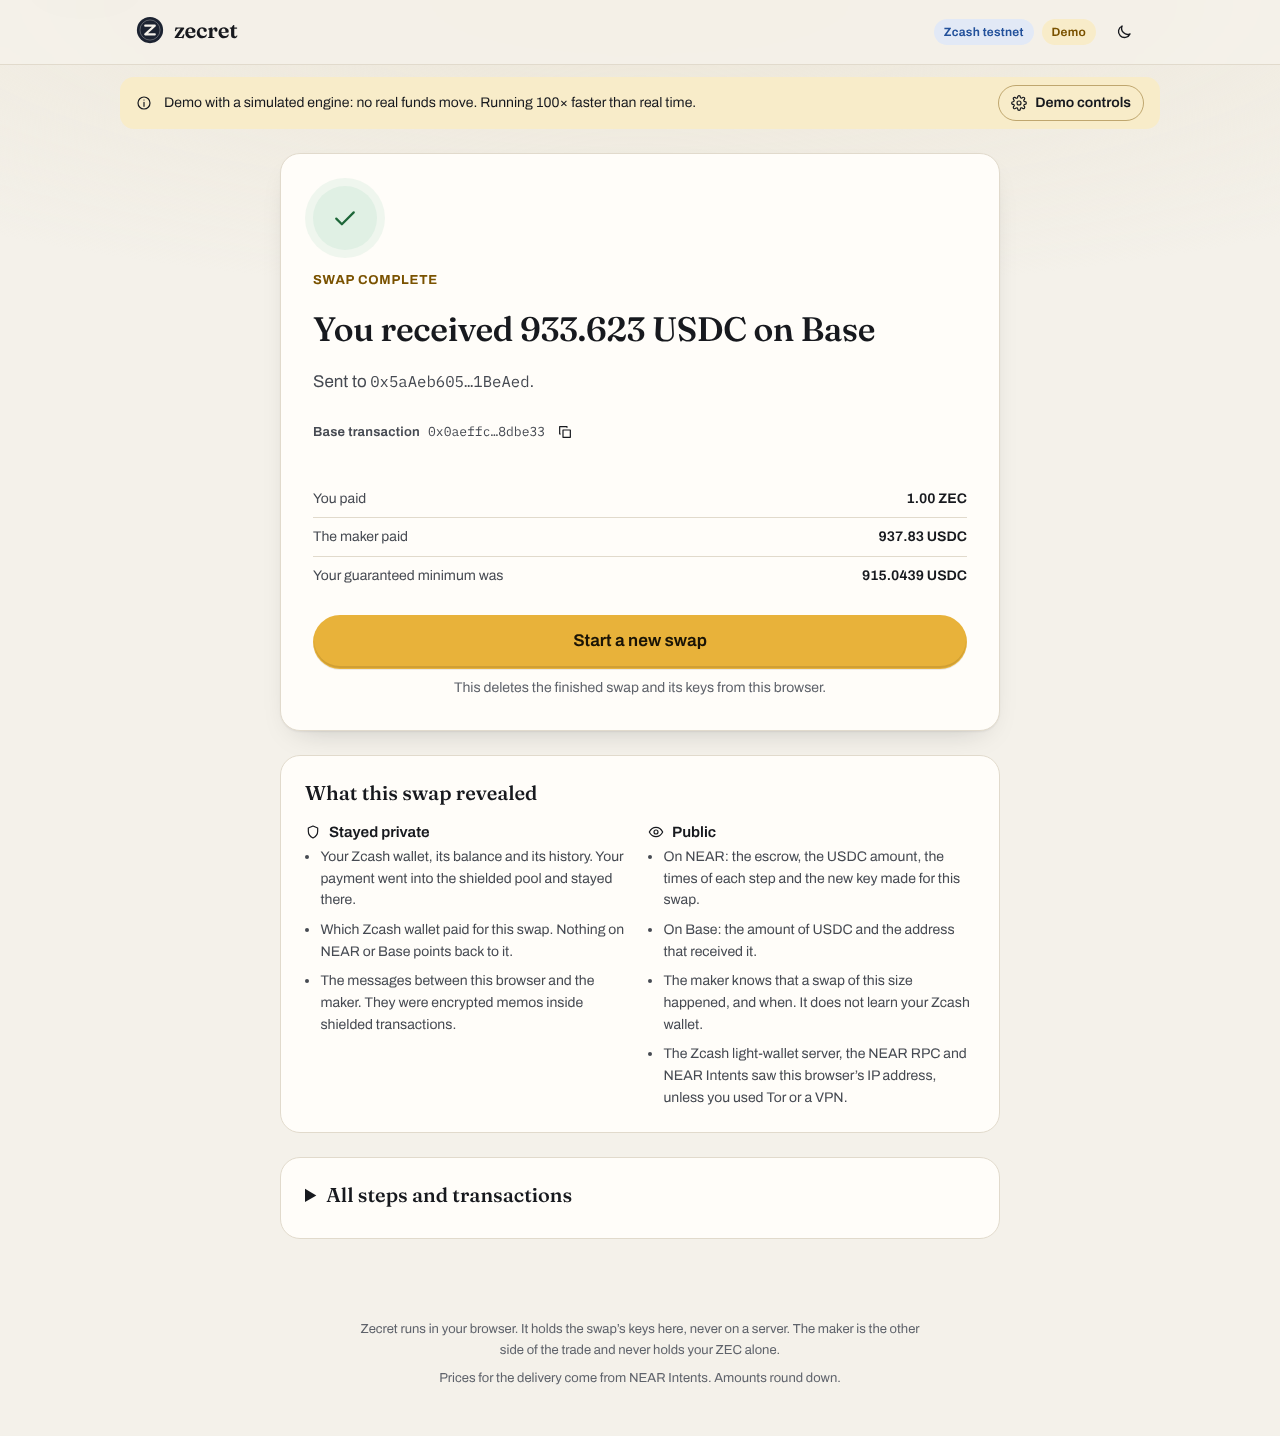 zecret
Zcash testnet
Demo
Demo with a simulated engine: no real funds move. Running 100× faster than real time.
Demo controls
SWAP COMPLETE
You received 933.623 USDC on Base
Sent to 0x5aAeb605…1BeAed.
Base transaction 0x0aeffc…8dbe33
You paid 1.00 ZEC
The maker paid 937.83 USDC
Your guaranteed minimum was 915.0439 USDC
Start a new swap
This deletes the finished swap and its keys from this browser.
What this swap revealed
Stayed private
• Your Zcash wallet, its balance and its history. Your
payment went into the shielded pool and stayed
there.
• Which Zcash wallet paid for this swap. Nothing on
NEAR or Base points back to it.
• The messages between this browser and the
maker. They were encrypted memos inside
shielded transactions.
Public
• On NEAR: the escrow, the USDC amount, the
times of each step and the new key made for this
swap.
• On Base: the amount of USDC and the address
that received it.
• The maker knows that a swap of this size
happened, and when. It does not learn your Zcash
wallet.
• The Zcash light-wallet server, the NEAR RPC and
NEAR Intents saw this browser’s IP address,
unless you used Tor or a VPN.
All steps and transactions
Zecret runs in your browser. It holds the swap’s keys here, never on a server. The maker is the other
side of the trade and never holds your ZEC alone.
Prices for the delivery come from NEAR Intents. Amounts round down.